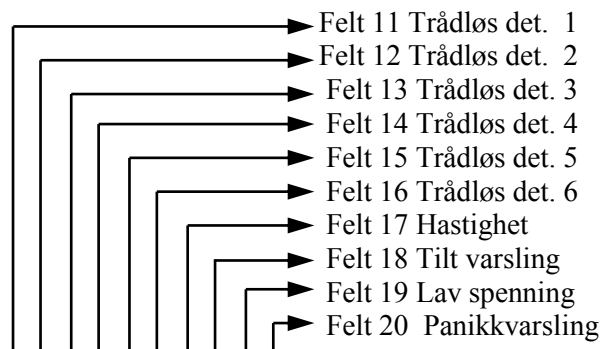 Felt 11 Trådløs det. 1
Felt 12 Trådløs det. 2
Felt 13 Trådløs det. 3
Felt 14 Trådløs det. 4
Felt 15 Trådløs det. 5
Felt 16 Trådløs det. 6
Felt 17 Hastighet
Felt 18 Tilt varsling
Felt 19 Lav spenning
Felt 20 Panikkvarsling